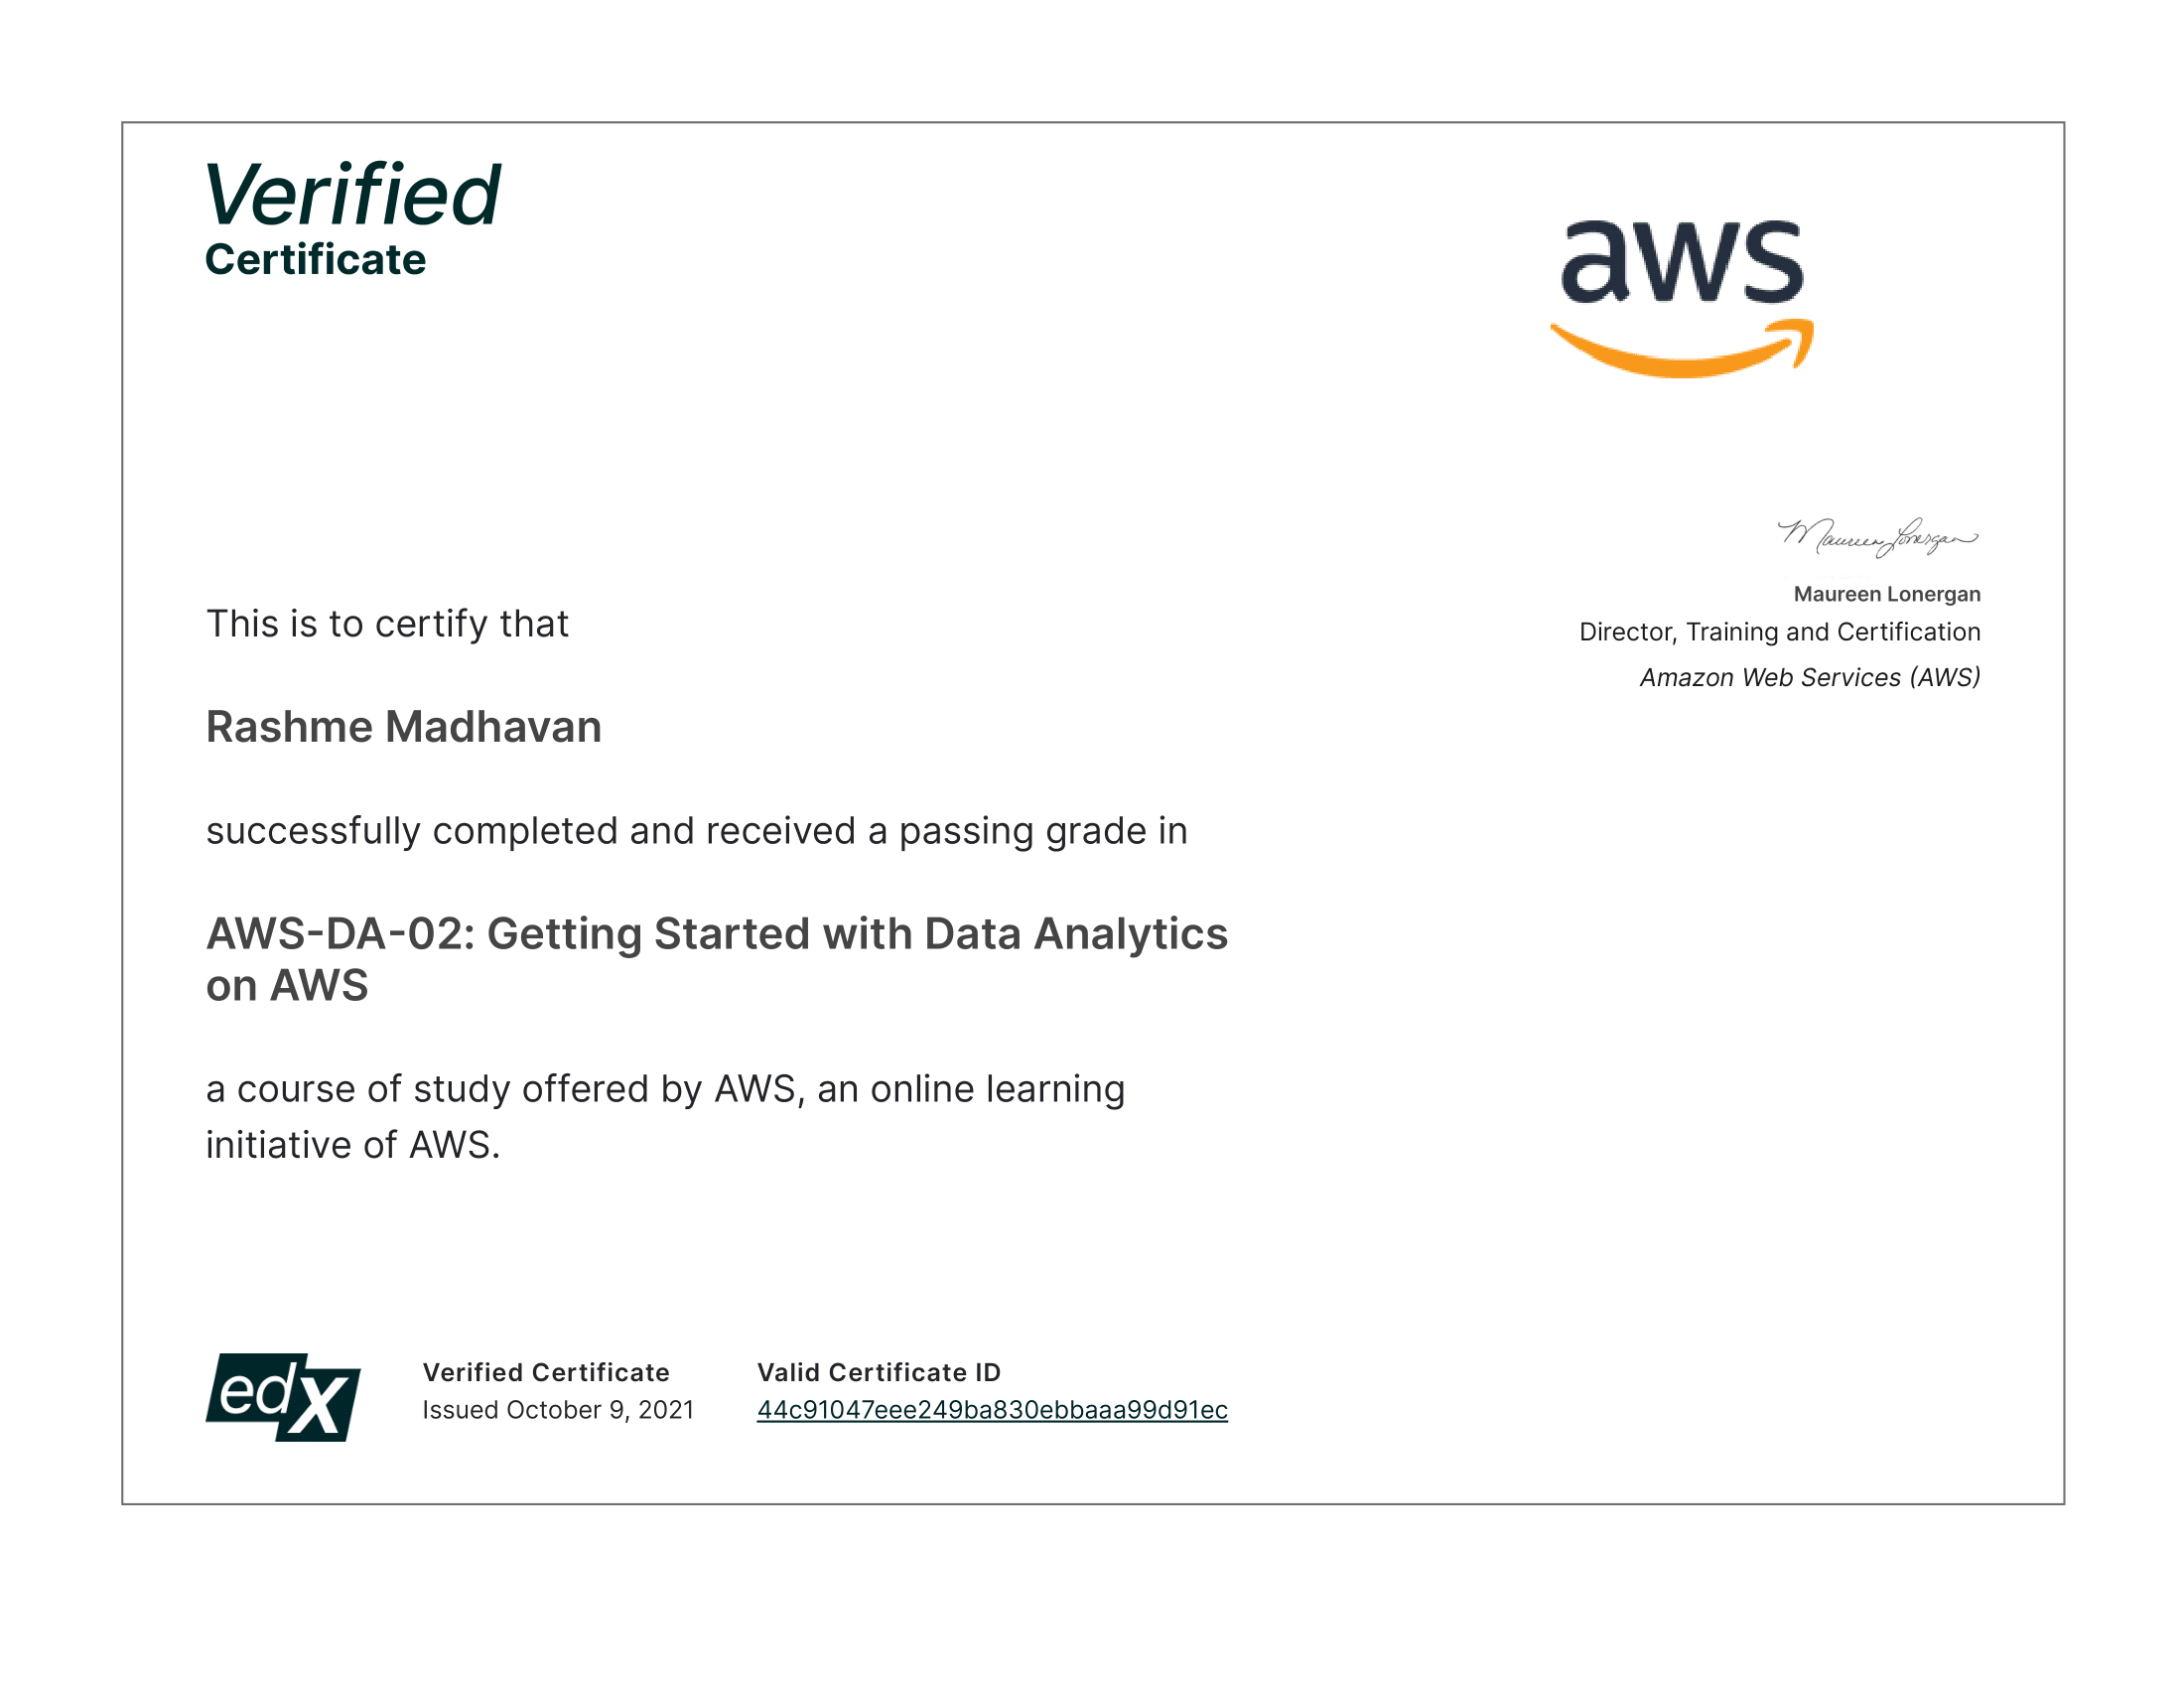 Verified
Certificate
aws
Maureen Lonergan
Maureen Lonergan
Director, Training and Certification
Amazon Web Services (AWS)
This is to certify that
Rashme Madhavan
successfully completed and received a passing grade in
AWS-DA-02: Getting Started with Data Analytics
on AWS
a course of study offered by AWS, an online learning
initiative of AWS.
edX
Verified Certificate
Issued October 9, 2021
Valid Certificate ID
44c91047eee249ba830ebbaaa99d91ec